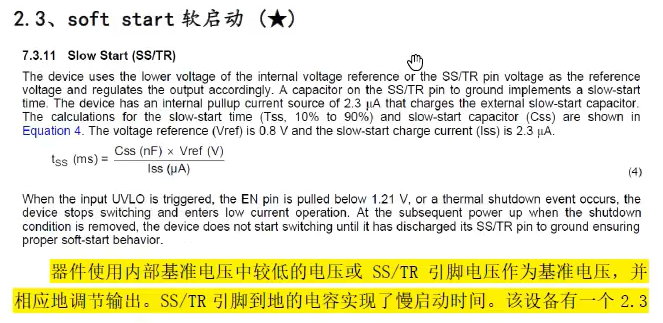 2.3、soft start 软启动（★）
7.3.11 Slow Start (SS/TR)
The device uses the lower voltage of the internal voltage reference or the SS/TR pin voltage as the reference
voltage and regulates the output accordingly. A capacitor on the SS/TR pin to ground implements a slow-start
time. The device has an internal pullup current source of 2.3 μA that charges the external slow-start capacitor.
The calculations for the slow-start time (Tss, 10% to 90%) and slow-start capacitor (Css) are shown in
Equation 4. The voltage reference (Vref) is 0.8 V and the slow-start charge current (Iss) is 2.3 μA.
tSS (ms) = Css (nF) × Vref (V)
Iss (μA)
(4)
When the input UVLO is triggered, the EN pin is pulled below 1.21 V, or a thermal shutdown event occurs, the
device stops switching and enters low current operation. At the subsequent power up when the shutdown
condition is removed, the device does not start switching until it has discharged its SS/TR pin to ground ensuring
proper soft-start behavior.
器件使用内部基准电压中较低的电压或 SS/TR 引脚电压作为基准电压，并
相应地调节输出。SS/TR 引脚到地的电容实现了慢启动时间。该设备有一个 2.3